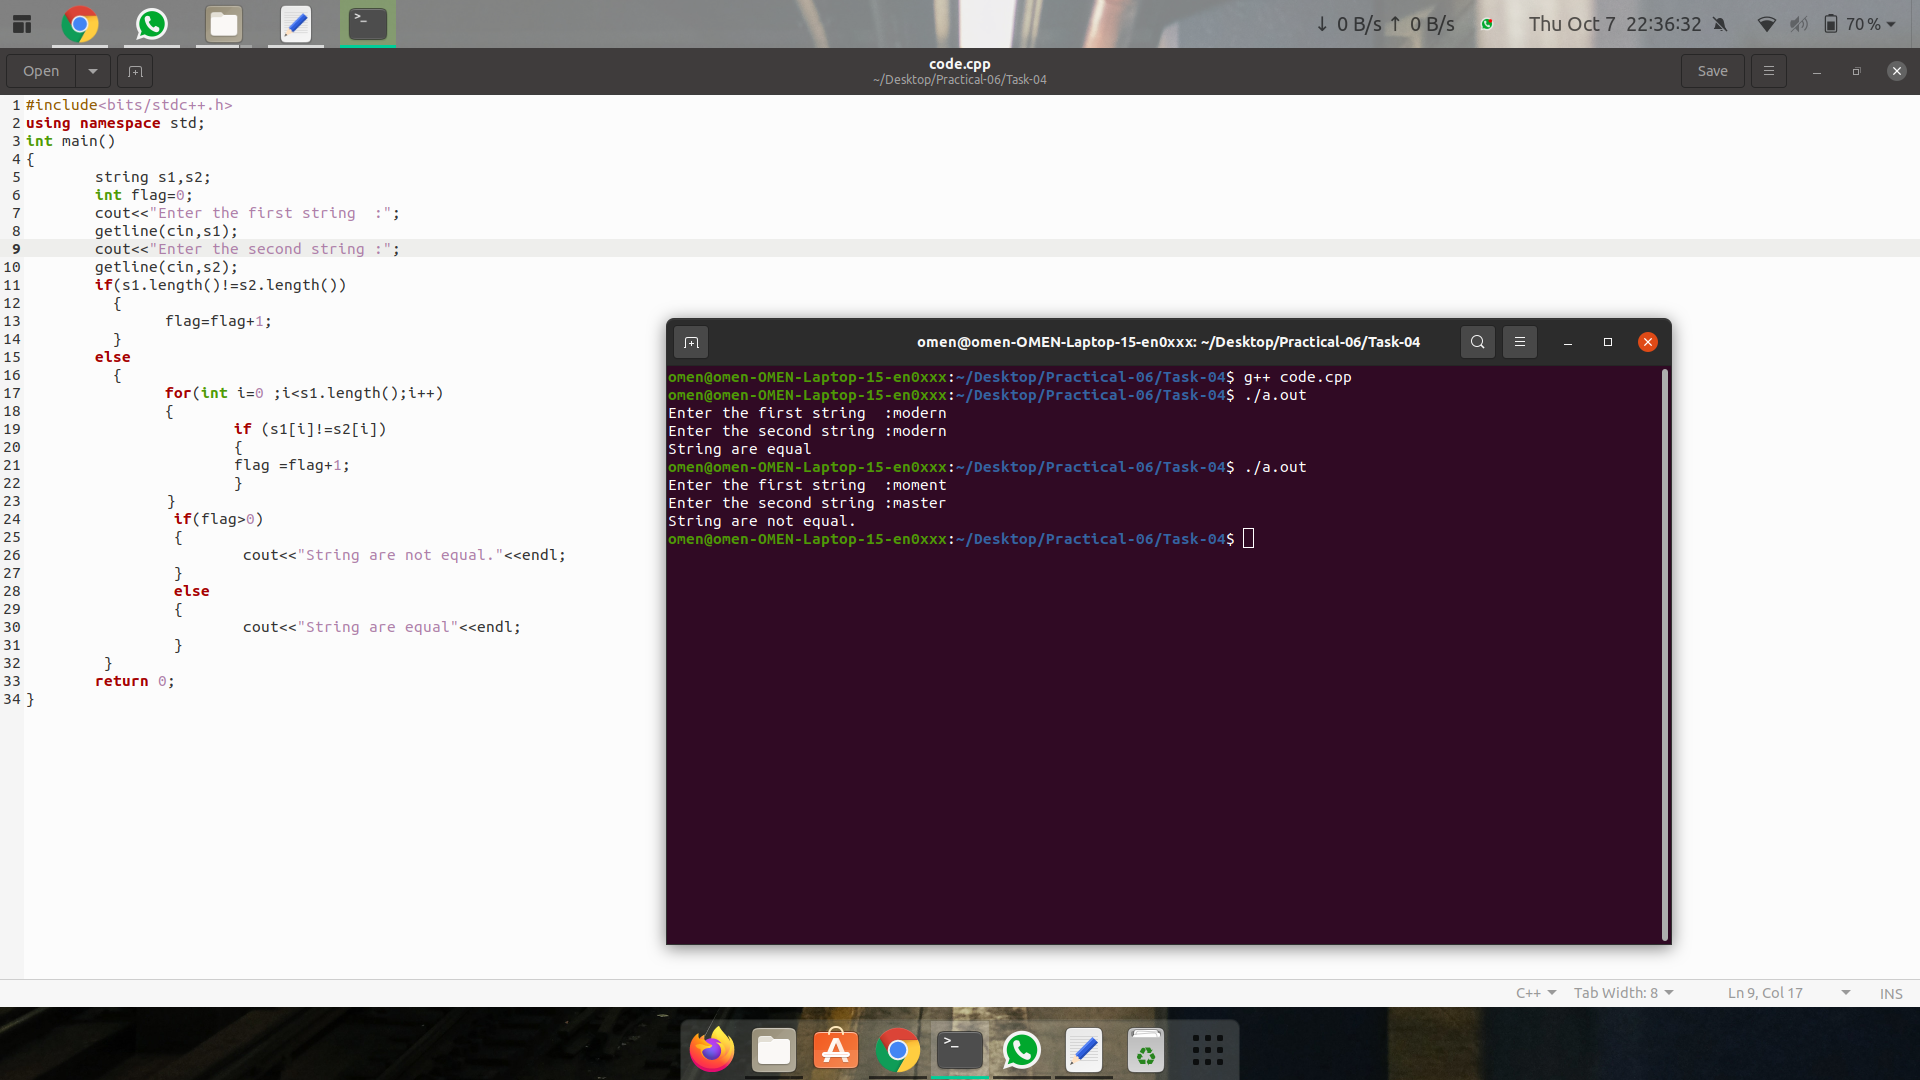 ↓ 0 B/s ↑ 0 B/s
Thu Oct 7 22:36:32
70 %
Open
code.cpp
~/Desktop/Practical-06/Task-04
Save
1 #include<bits/stdc++.h>
2 using namespace std;
3 int main()
4 {
5 string s1,s2;
6 int flag=0;
7 cout<<"Enter the first string  :";
8 getline(cin,s1);
9 cout<<"Enter the second string :";
10 getline(cin,s2);
11 if(s1.length()!=s2.length())
12 {
13 flag=flag+1;
14 }
15 else
16 {
17 for(int i=0 ;i<s1.length();i++)
18 {
19 if (s1[i]!=s2[i])
20 {
21 flag =flag+1;
22 }
23 }
24 if(flag>0)
25 {
26 cout<<"String are not equal."<<endl;
27 }
28 else
29 {
30 cout<<"String are equal"<<endl;
31 }
32 }
33 return 0;
34 }
omen@omen-OMEN-Laptop-15-en0xxx: ~/Desktop/Practical-06/Task-04
omen@omen-OMEN-Laptop-15-en0xxx:~/Desktop/Practical-06/Task-04$ g++ code.cpp
omen@omen-OMEN-Laptop-15-en0xxx:~/Desktop/Practical-06/Task-04$ ./a.out
Enter the first string  :modern
Enter the second string :modern
String are equal
omen@omen-OMEN-Laptop-15-en0xxx:~/Desktop/Practical-06/Task-04$ ./a.out
Enter the first string  :moment
Enter the second string :master
String are not equal.
omen@omen-OMEN-Laptop-15-en0xxx:~/Desktop/Practical-06/Task-04$
C++
Tab Width: 8
Ln 9, Col 17
INS